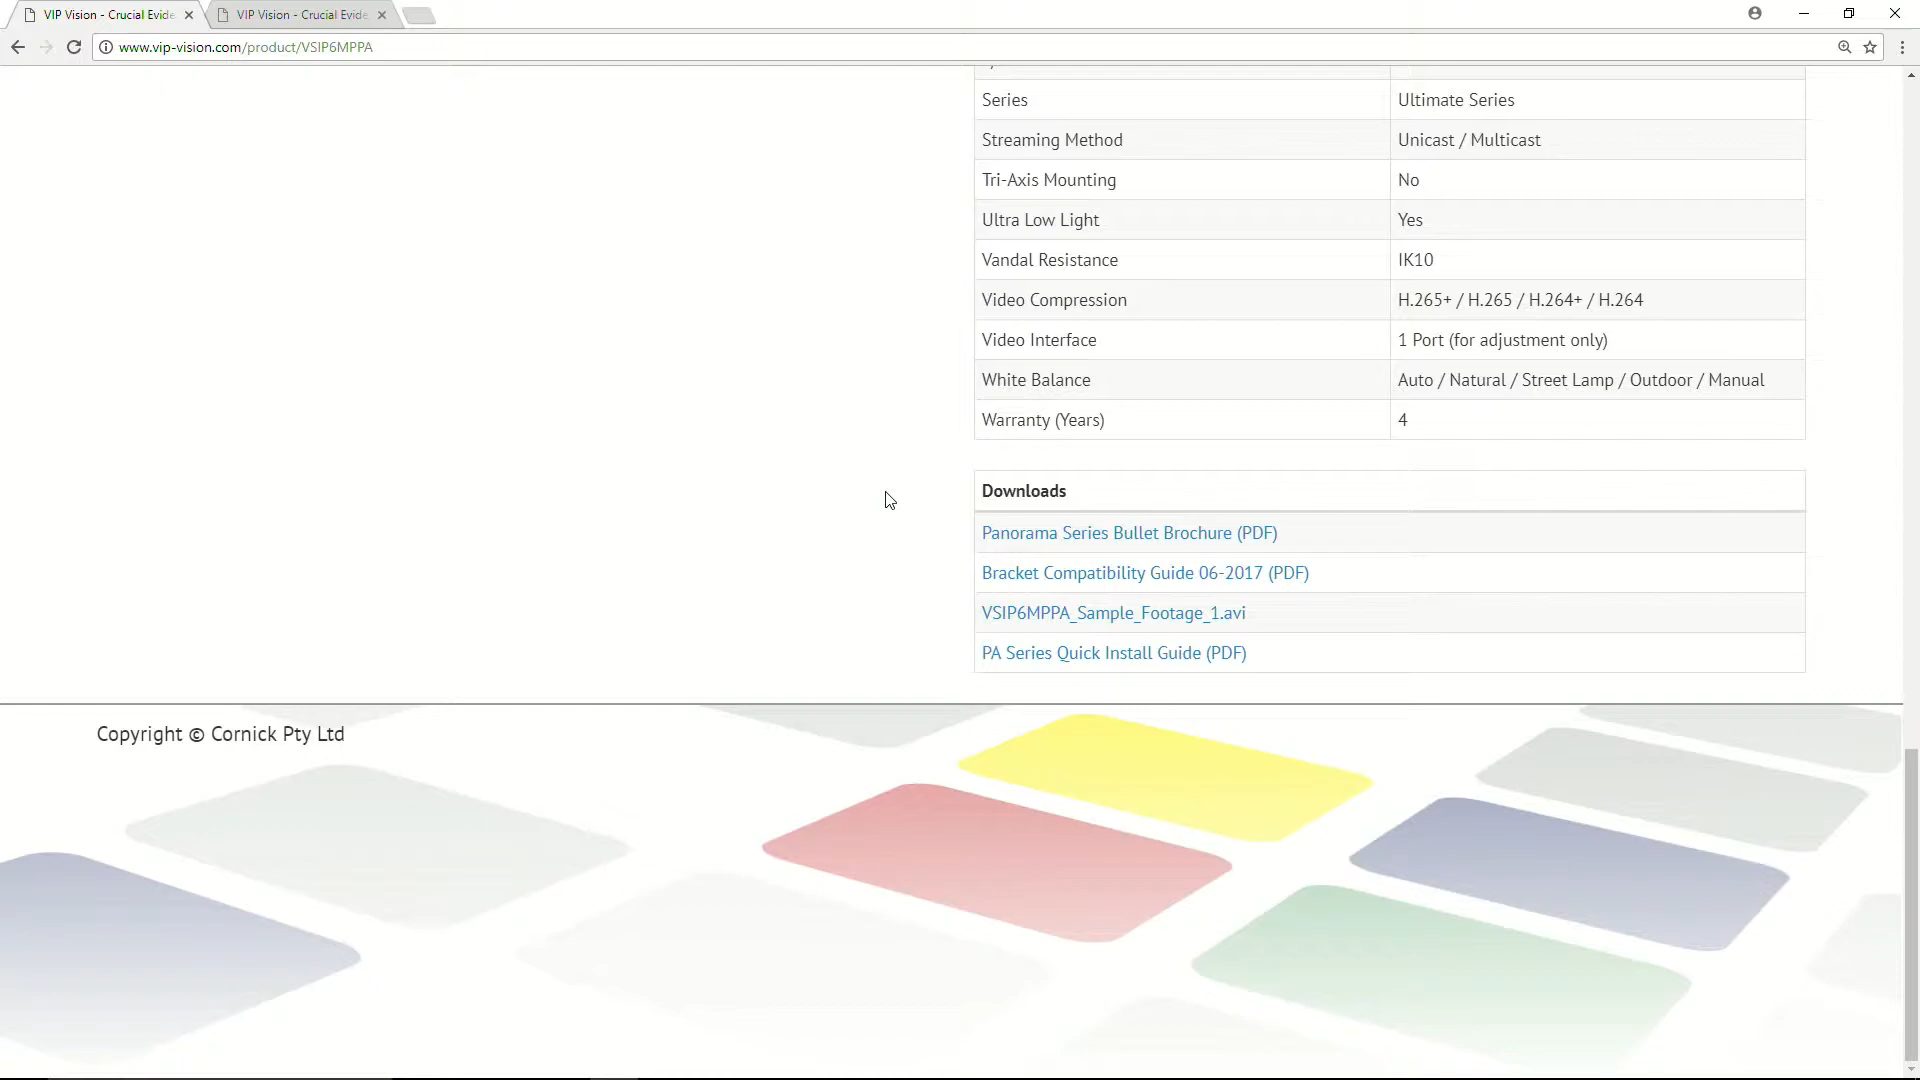 VIP Vision - Crucial Evide
VIP Vision - Crucial Evide
www.vip-vision.com/product/VSIP6MPPA
Series Ultimate Series
Streaming Method Unicast / Multicast
Tri-Axis Mounting No
Ultra Low Light Yes
Vandal Resistance IK10
Video Compression H.265+ / H.265 / H.264+ / H.264
Video Interface 1 Port (for adjustment only)
White Balance Auto / Natural / Street Lamp / Outdoor / Manual
Warranty (Years) 4
Downloads
Panorama Series Bullet Brochure (PDF)
Bracket Compatibility Guide 06-2017 (PDF)
VSIP6MPPA_Sample_Footage_1.avi
PA Series Quick Install Guide (PDF)
Copyright © Cornick Pty Ltd